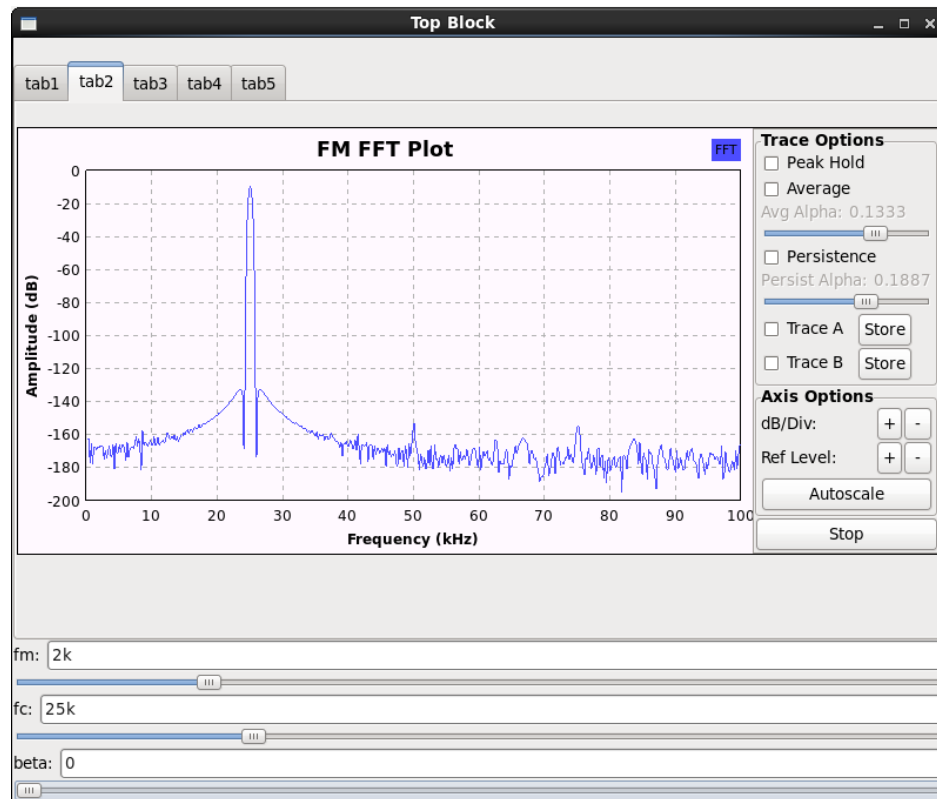 Top Block
tab1 tab2 tab3 tab4 tab5
FM FFT Plot
FFT
Amplitude (dB)
0
-20
-40
-60
-80
-100
-120
-140
-160
-180
-200
0 10 20 30 40 50 60 70 80 90 100
Frequency (kHz)
Trace Options
Peak Hold
Average
Avg Alpha: 0.1333
Persistence
Persist Alpha: 0.1887
Trace A Store
Trace B Store
Axis Options
dB/Div: + -
Ref Level: + -
Autoscale
Stop
fm: 2k
fc: 25k
beta: 0